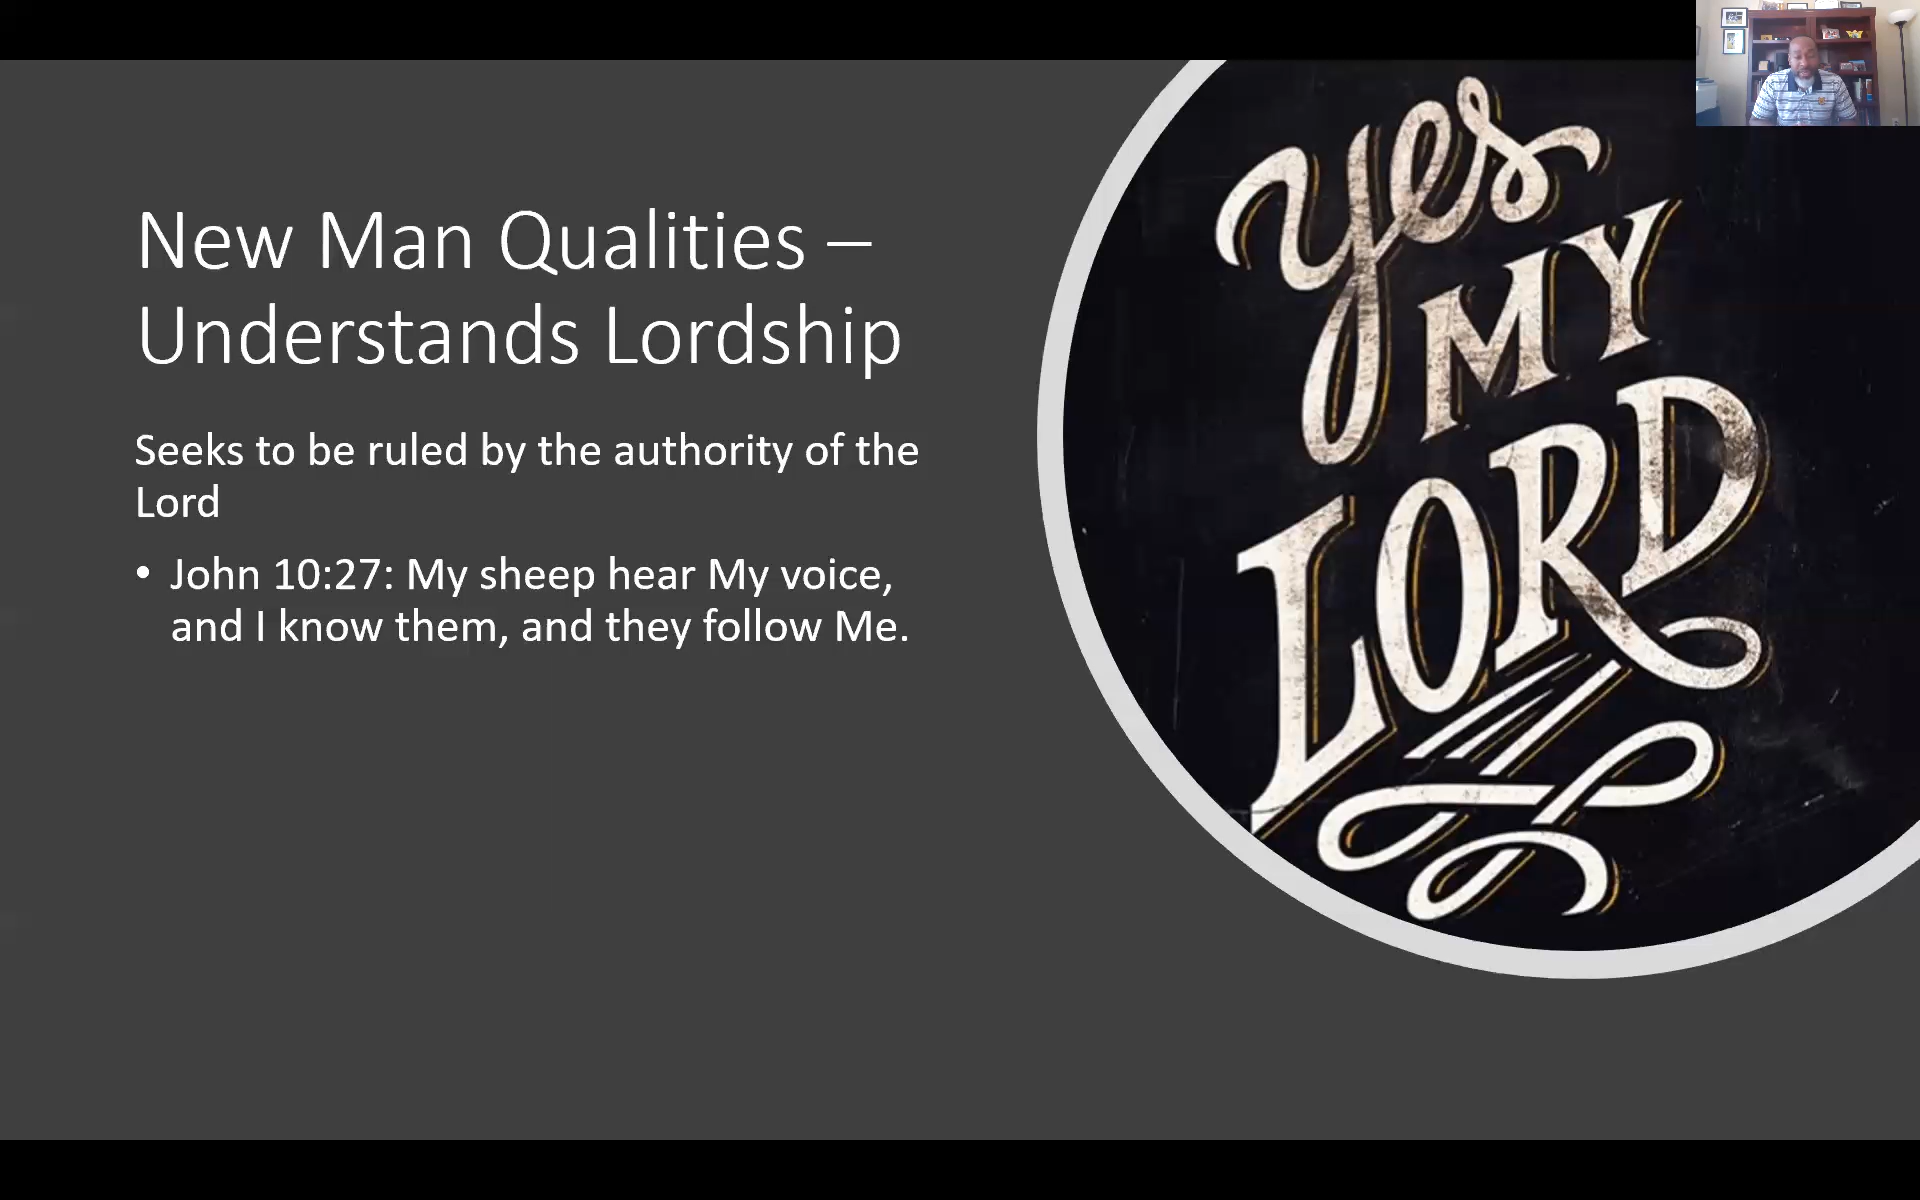 New Man Qualities –
Understands Lordship
Seeks to be ruled by the authority of the
Lord
• John 10:27: My sheep hear My voice,
and I know them, and they follow Me.
yes
MY
LORD